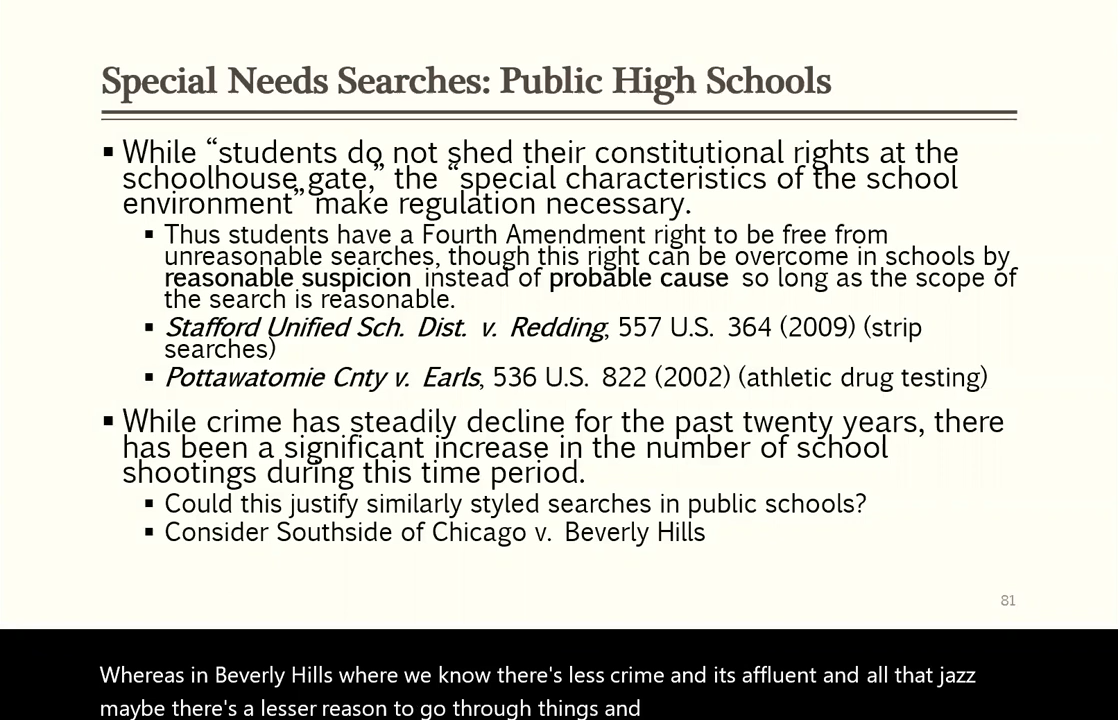 Special Needs Searches: Public High Schools
▪ While “students do not shed their constitutional rights at the
schoolhouse gate,” the “special characteristics of the school
environment” make regulation necessary.
▪ Thus students have a Fourth Amendment right to be free from
unreasonable searches, though this right can be overcome in schools by
reasonable suspicion instead of probable cause so long as the scope of
the search is reasonable.
▪ Stafford Unified Sch. Dist. v. Redding, 557 U.S. 364 (2009) (strip
searches)
▪ Pottawatomie Cnty v. Earls, 536 U.S. 822 (2002) (athletic drug testing)
▪ While crime has steadily decline for the past twenty years, there
has been a significant increase in the number of school
shootings during this time period.
▪ Could this justify similarly styled searches in public schools?
▪ Consider Southside of Chicago v. Beverly Hills
81
Whereas in Beverly Hills where we know there's less crime and its affluent and all that jazz
maybe there's a lesser reason to go through things and